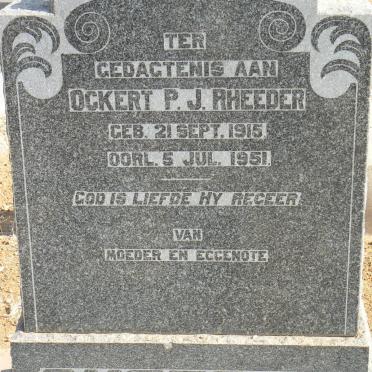 TER
GEDACTENIS AAN
OCKERT P. J. RHEEDER
GEB. 21 SEPT. 1915
OORL. 5 JUL. 1951
GOD IS LIEFDE HY REGEER
VAN
MOEDER EN EGGENOTE